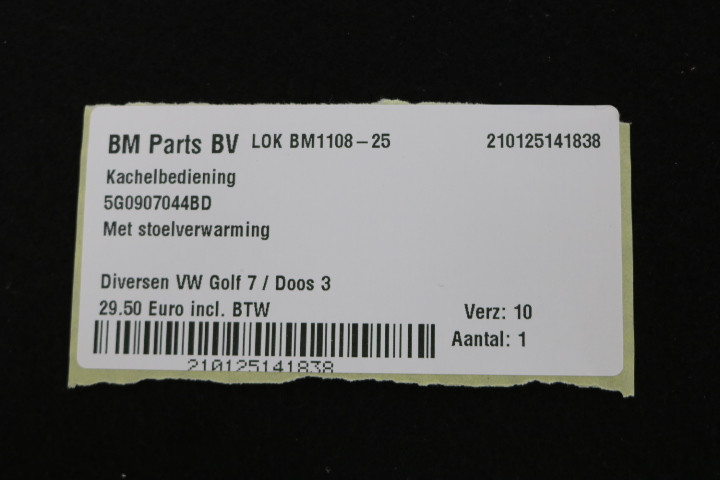 BM Parts BV LOK BM1108-25 210125141838
Kachelbediening
5G0907044BD
Met stoelverwarming
Diversen VW Golf 7 / Doos 3
29.50 Euro incl. BTW Verz: 10
Aantal: 1
210125141838